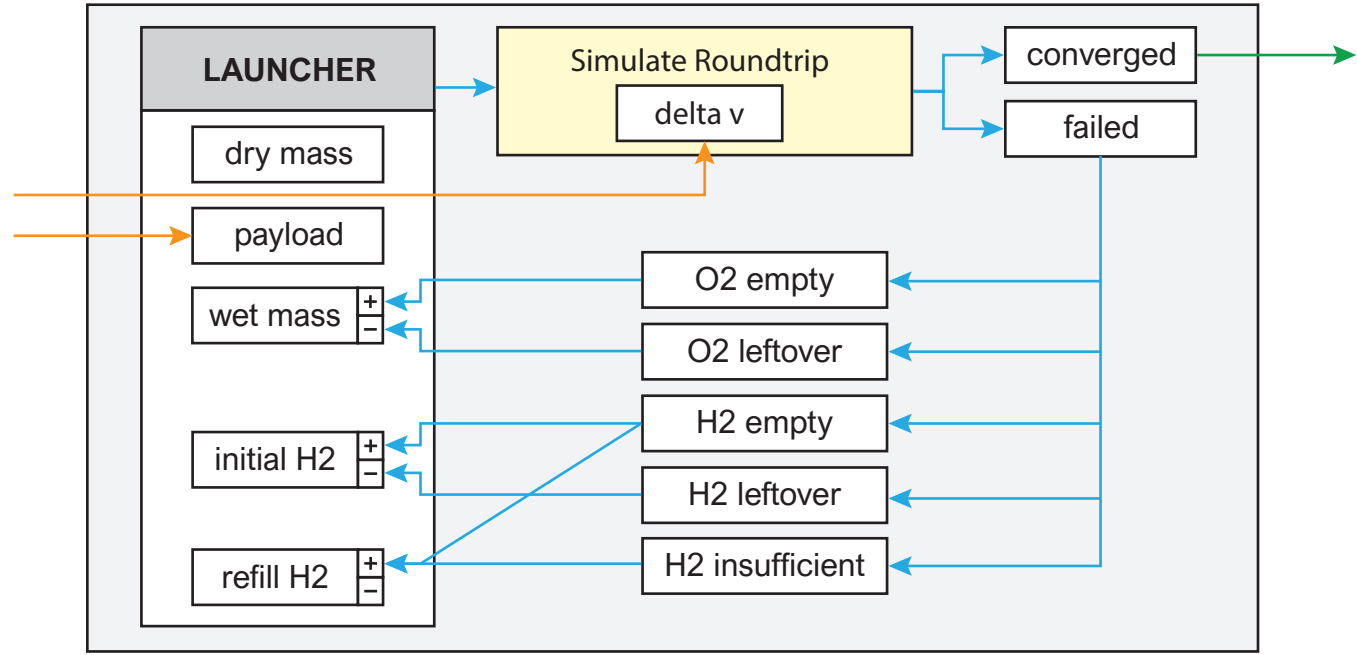 LAUNCHER
Simulate Roundtrip
delta v
converged
failed
dry mass
payload
wet mass
+
−
O2 empty
O2 leftover
initial H2
+
−
H2 empty
H2 leftover
refill H2
+
−
H2 insufficient